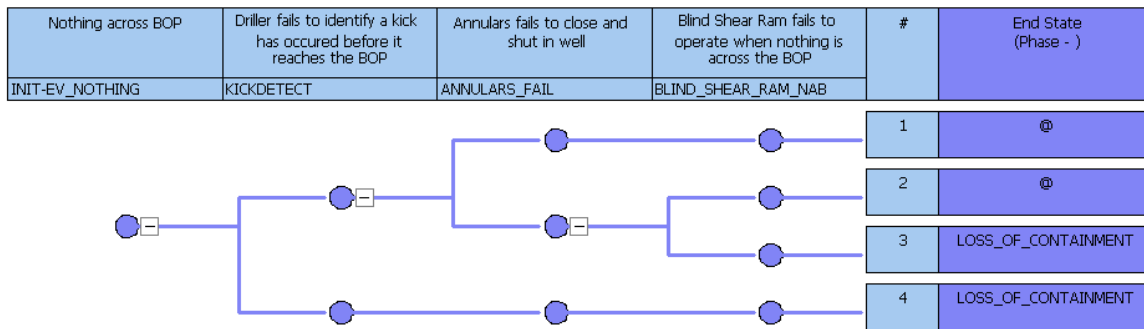 Nothing across BOP
Driller fails to identify a kick
has occured before it
reaches the BOP
Annulars fails to close and
shut in well
Blind Shear Ram fails to
operate when nothing is
across the BOP
#
End State
(Phase - )
INIT-EV_NOTHING
KICKDETECT
ANNULARS_FAIL
BLIND_SHEAR_RAM_NAB
1
@
2
@
3
LOSS_OF_CONTAINMENT
4
LOSS_OF_CONTAINMENT